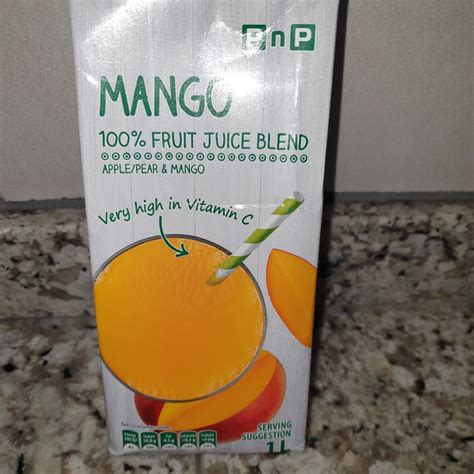 PnP
MANGO
100% FRUIT JUICE BLEND
APPLE/PEAR & MANGO
Very high in Vitamin C
SERVING
SUGGESTION
1L